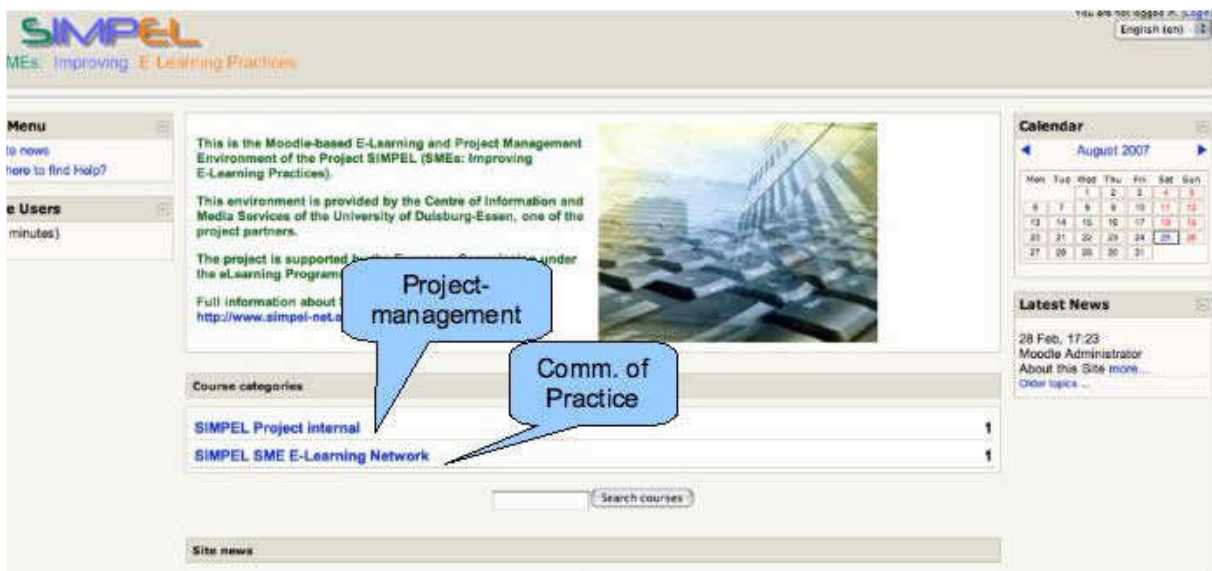 You are not logged in. (Login
English (en)
SIMPEL
MEs: Improving E-Learning Practices
Menu
te news
here to find Help?
e Users
minutes)
This is the Moodle-based E-Learning and Project Management
Environment of the Project SIMPEL (SMEs: Improving
E-Learning Practices).
This environment is provided by the Centre of Information and
Media Services of the University of Duisburg-Essen, one of the
project partners.
The project is supported by the European Commission under
the eLearning Program
Full information about
http://www.simpel-net.
Project-
management
Comm. of
Practice
Course categories
SIMPEL Project internal 1
SIMPEL SME E-Learning Network 1
Search courses
Site news
Calendar
August 2007
Mon Tue Wed Thu Fri Sat Sun
1 2 3 4 5
6 7 8 9 10 11 12
13 14 15 16 17 18 19
20 21 22 23 24 25 26
27 28 29 30 31
Latest News
28 Feb, 17:23
Moodle Administrator
About this Site more...
Older topics ...